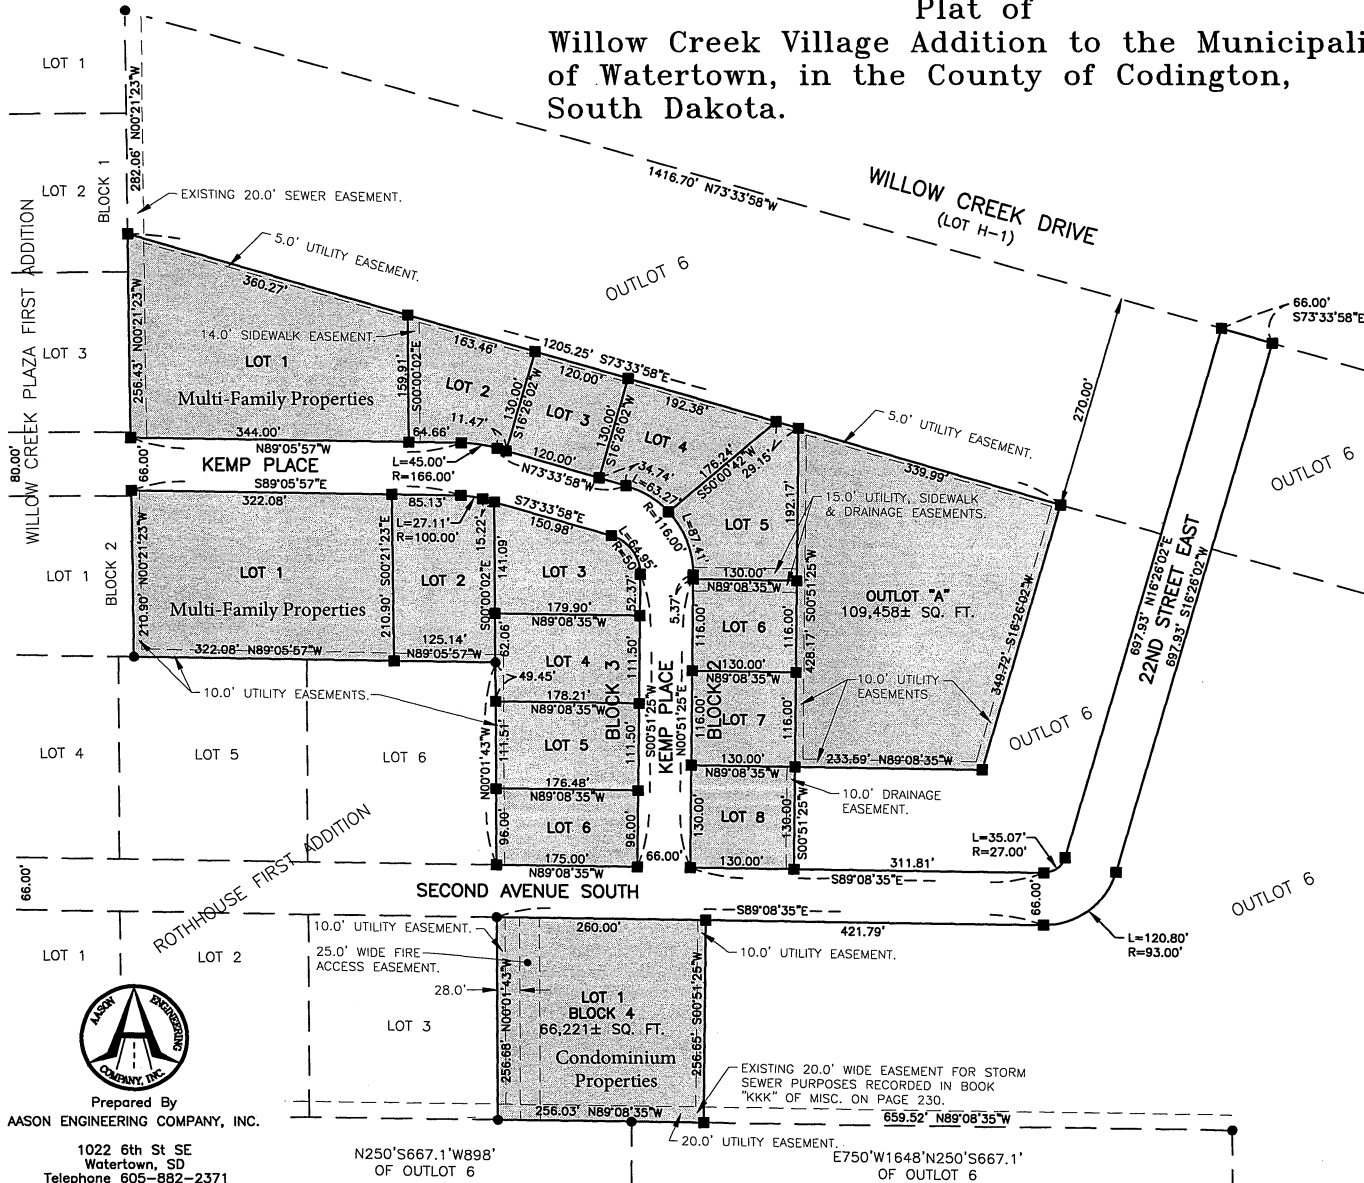 Plat of
Willow Creek Village Addition to the Municipali
of Watertown, in the County of Codington,
South Dakota.
LOT 1
282.06' N00°21'23"W
LOT 2
BLOCK 1
EXISTING 20.0' SEWER EASEMENT.
1416.70' N73°33'58"W
WILLOW CREEK DRIVE
(LOT H-1)
WILLOW CREEK PLAZA FIRST ADDITION
5.0' UTILITY EASEMENT.
OUTLOT 6
360.27'
66.00'
S73°33'58"E
256.43' N00°21'23"W
14.0' SIDEWALK EASEMENT.
LOT 3
LOT 1
Multi-Family Properties
159.91'
S00°00'02"E
163.46'
1205.25' S73°33'58"E
LOT 2
120.00'
130.00'
S16°26'02"W
LOT 3
130.00'
S16°26'02"W
192.38'
LOT 4
270.00'
344.00'
N89°05'57"W
64.66'
11.47'
176.24'
S50°00'42"W
29.15'
5.0' UTILITY EASEMENT.
80.00'
66.00'
KEMP PLACE
L=45.00'
R=166.00'
120.00'
N73°33'58"W
34.74'
L=63.27'
339.99'
OUTLOT 6
S89°05'57"E
322.08'
85.13'
S73°33'58"E
150.98'
R=116.00'
192.17'
15.0' UTILITY, SIDEWALK
& DRAINAGE EASEMENTS.
L=27.11'
R=100.00'
15.22'
L=64.95'
R=50'
L=87.41'
LOT 5
LOT 1
BLOCK 2
210.90' N00°21'23"W
LOT 1
Multi-Family Properties
S00°21'23"E
210.90'
LOT 2
S00°00'02"E
141.09'
LOT 3
52.37'
130.00'
N89°08'35"W
5.37'
S00°51'25"W
428.17'
OUTLOT "A"
109,458± SQ. FT.
349.72' S16°26'02"W
697.93' N16°26'02"E
22ND STREET EAST
697.93' S16°26'02"W
179.90'
N89°08'35"W
116.00'
LOT 6
116.00'
125.14'
N89°05'57"W
62.06'
322.08' N89°05'57"W
LOT 4
111.50'
49.45'
130.00'
N89°08'35"W
10.0' UTILITY EASEMENTS.
178.21'
N89°08'35"W
BLOCK 3
S00°51'25"W
KEMP PLACE
N00°51'25"E
BLOCK 2
10.0' UTILITY
EASEMENTS
116.00'
LOT 7
116.00'
OUTLOT 6
LOT 4
LOT 5
LOT 6
N00°01'43"W
111.51'
LOT 5
111.50'
130.00'
N89°08'35"W
233.59' N89°08'35"W
176.48'
N89°08'35"W
10.0' DRAINAGE
EASEMENT.
96.00'
LOT 6
96.00'
130.00'
LOT 8
130.00'
S00°51'25"W
L=35.07'
R=27.00'
175.00'
N89°08'35"W
66.00'
130.00'
311.81'
S89°08'35"E
66.00'
ROTHHOUSE FIRST ADDITION
SECOND AVENUE SOUTH
66.00'
OUTLOT 6
S89°08'35"E
421.79'
L=120.80'
R=93.00'
LOT 1
LOT 2
10.0' UTILITY EASEMENT.
260.00'
25.0' WIDE FIRE
ACCESS EASEMENT.
10.0' UTILITY EASEMENT.
28.0'
LOT 3
256.68' N00°01'43"W
LOT 1
BLOCK 4
66,221± SQ. FT.
Condominium
Properties
256.65' S00°51'25"W
AASON
ENGINEERING
COMPANY, INC.
Prepared By
AASON ENGINEERING COMPANY, INC.
EXISTING 20.0' WIDE EASEMENT FOR STORM
SEWER PURPOSES RECORDED IN BOOK
"KKK" OF MISC. ON PAGE 230.
256.03' N89°08'35"W
659.52' N89°08'35"W
20.0' UTILITY EASEMENT.
1022 6th St SE
Watertown, SD
Telephone 605-882-2371
N250'S667.1'W898'
OF OUTLOT 6
E750'W1648'N250'S667.1'
OF OUTLOT 6